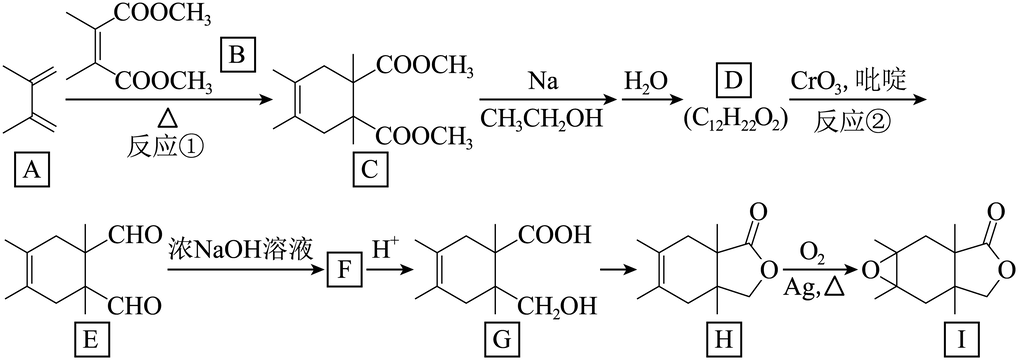 COOCH₃
COOCH₃
B
A
△
反应①
COOCH₃
COOCH₃
C
Na
CH₃CH₂OH
H₂O
D
(C₁₂H₂₂O₂)
CrO₃, 吡啶
反应②
CHO
CHO
E
浓NaOH溶液
F
H⁺
COOH
CH₂OH
G
O
O
H
O₂
Ag,△
O
O
O
I